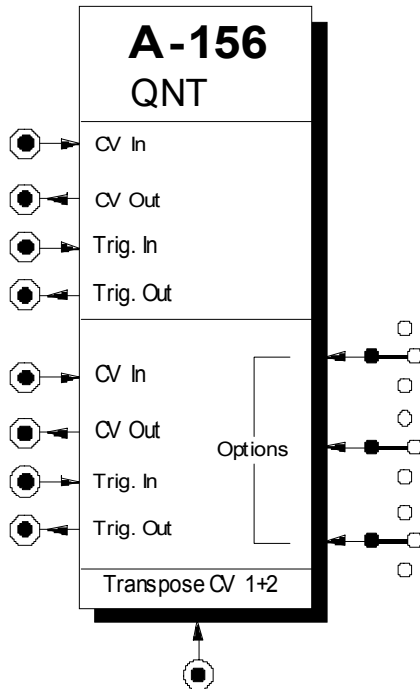 A-156
QNT
CV In
CV Out
Trig. In
Trig. Out
CV In
CV Out
Options
Trig. In
Trig. Out
Transpose CV 1+2